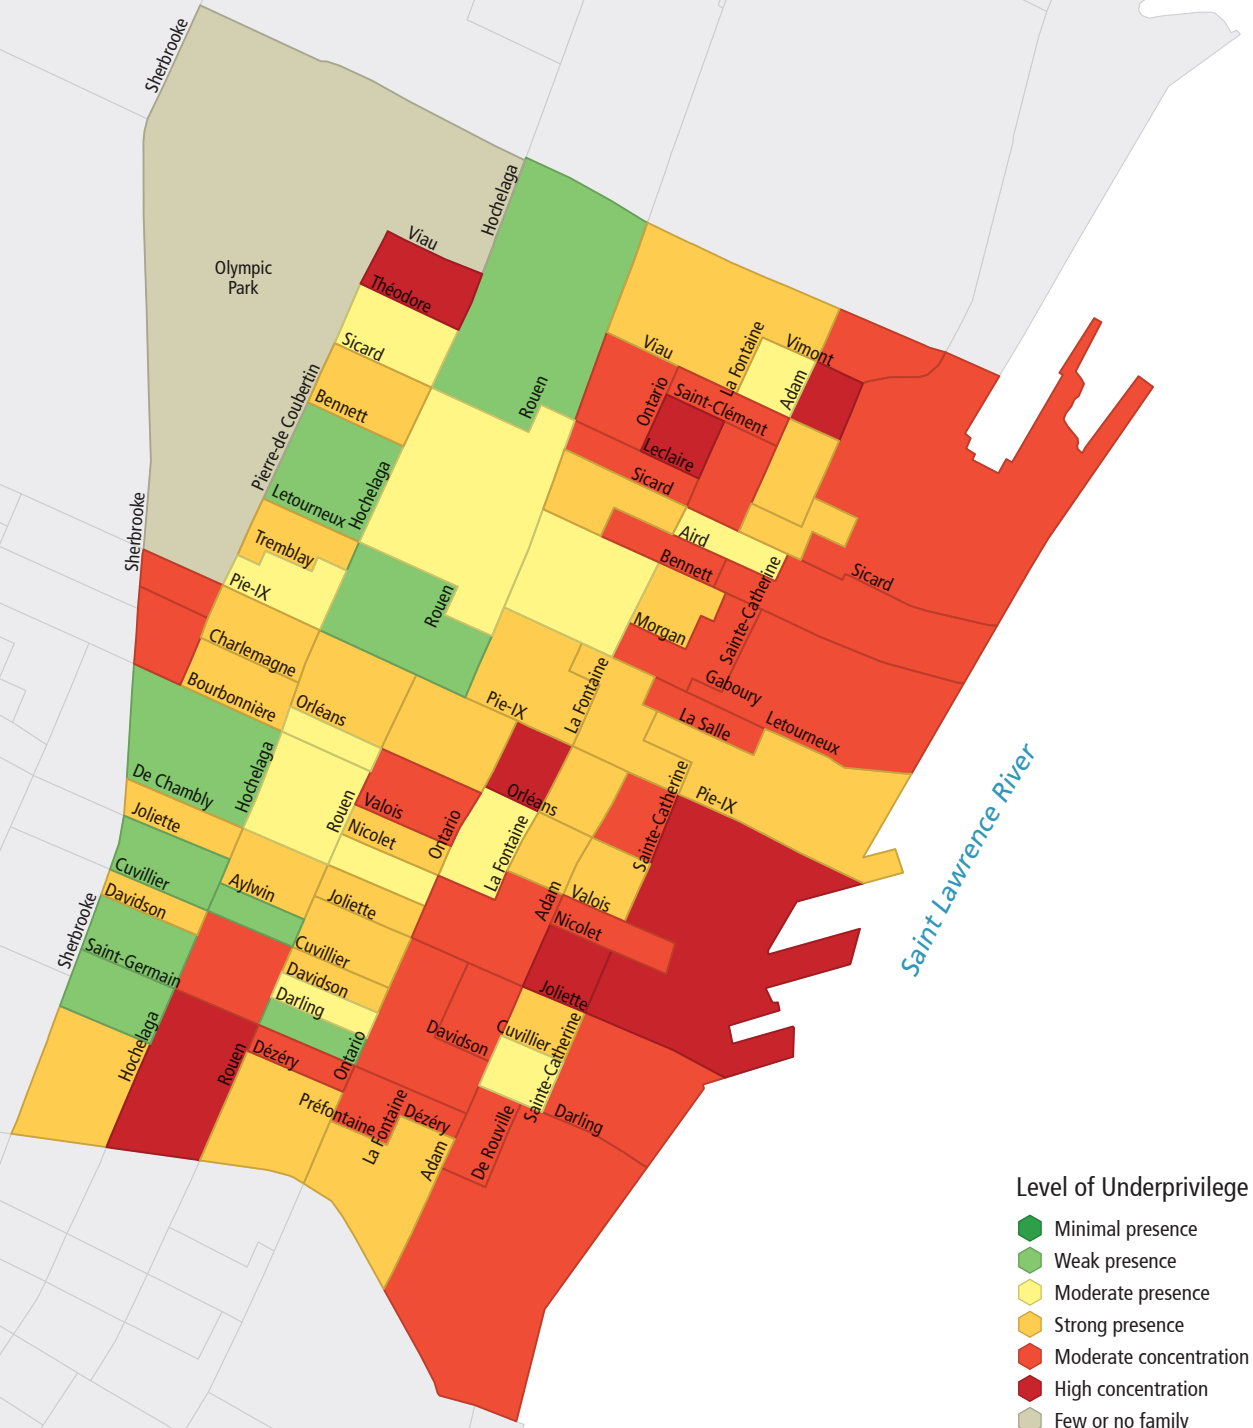 Sherbrooke
Hochelaga
Viau
Olympic
Park
Théodore
Sicard
Viau
La Fontaine
Vimont
Pierre-de Coubertin
Bennett
Rouen
Ontario
Saint-Clément
Adam
Leclaire
Sicard
Hochelaga
Letourneux
Sherbrooke
Tremblay
Aird
Bennett
Sicard
Pie-IX
Rouen
Morgan
Sainte-Catherine
Charlemagne
Bourbonnière
Orléans
Pie-IX
La Fontaine
Gaboury
La Salle
Letourneux
De Chambly
Hochelaga
Joliette
Rouen
Valois
Nicolet
Ontario
Orléans
La Fontaine
Sainte-Catherine
Pie-IX
Saint Lawrence River
Cuvillier
Davidson
Aylwin
Joliette
Adam
Valois
Nicolet
Sherbrooke
Saint-Germain
Cuvillier
Davidson
Darling
Joliette
Hochelaga
Rouen
Dézéry
Ontario
Davidson
Cuvillier
Sainte-Catherine
Préfontaine
La Fontaine
Dézéry
Adam
De Rouville
Darling
Level of Underprivilege
Minimal presence
Weak presence
Moderate presence
Strong presence
Moderate concentration
High concentration
Few or no family